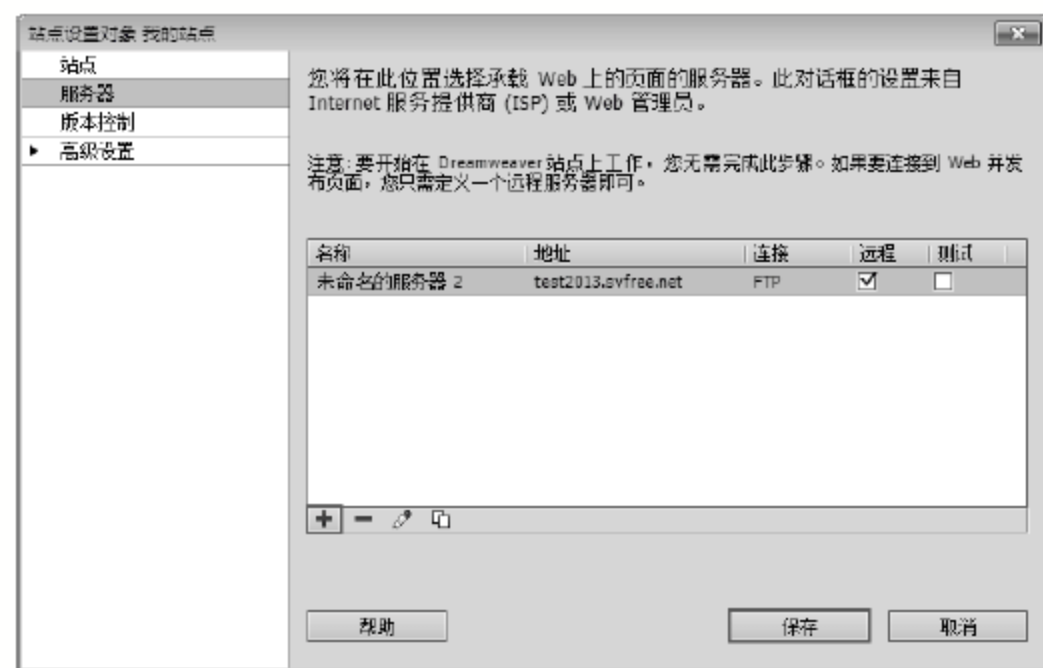 站点设置对象 我的站点
站点
服务器
版本控制
高级设置
您将在此位置选择承载 Web 上的页面的服务器。此对话框的设置来自
Internet 服务提供商 (ISP) 或 Web 管理员。
注意:要开始在 Dreamweaver 站点上工作，您无需完成此步骤。如果要连接到 Web 并发
布页面，您只需定义一个远程服务器即可。
名称 地址 连接 远程 测试
未命名的服务器 2 test2013.svfree.net FTP
帮助 保存 取消